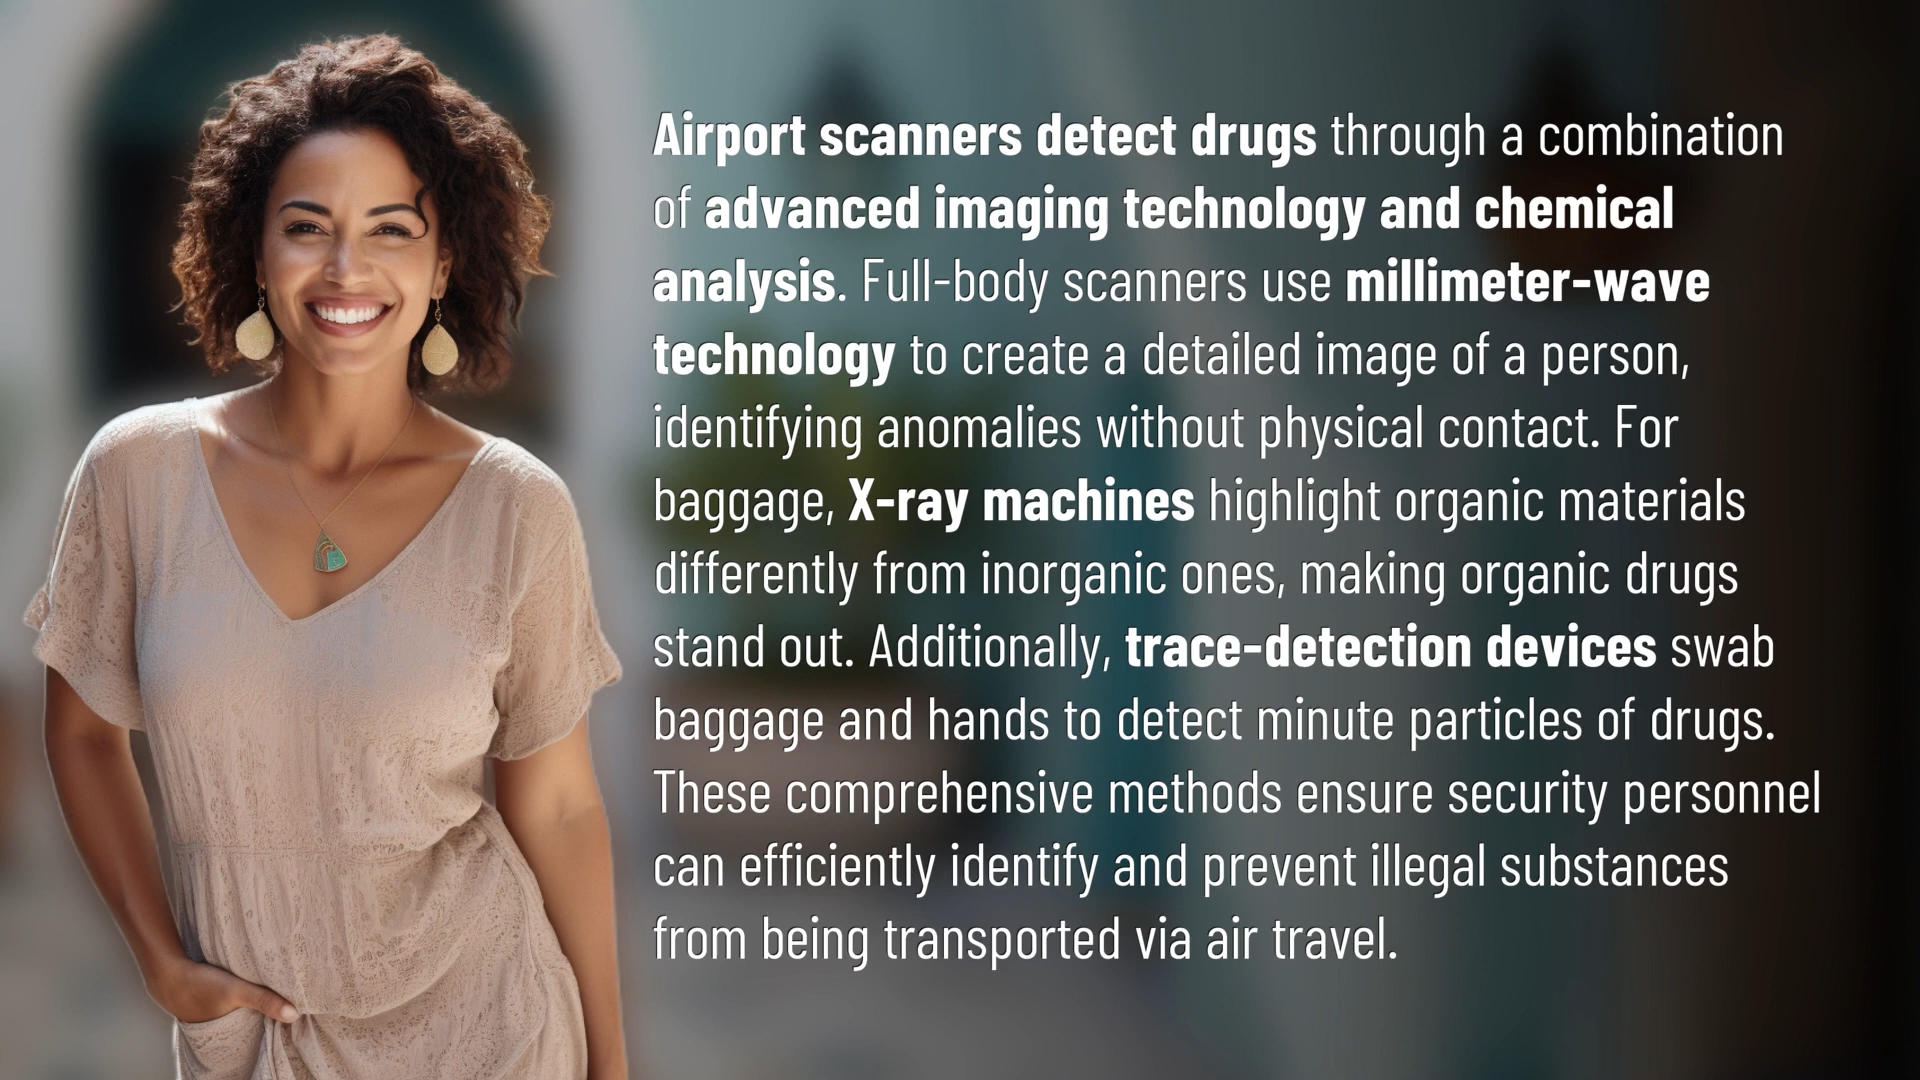 Airport scanners detect drugs through a combination
of advanced imaging technology and chemical
analysis. Full-body scanners use millimeter-wave
technology to create a detailed image of a person,
identifying anomalies without physical contact. For
baggage, X-ray machines highlight organic materials
differently from inorganic ones, making organic drugs
stand out. Additionally, trace-detection devices swab
baggage and hands to detect minute particles of drugs.
These comprehensive methods ensure security personnel
can efficiently identify and prevent illegal substances
from being transported via air travel.